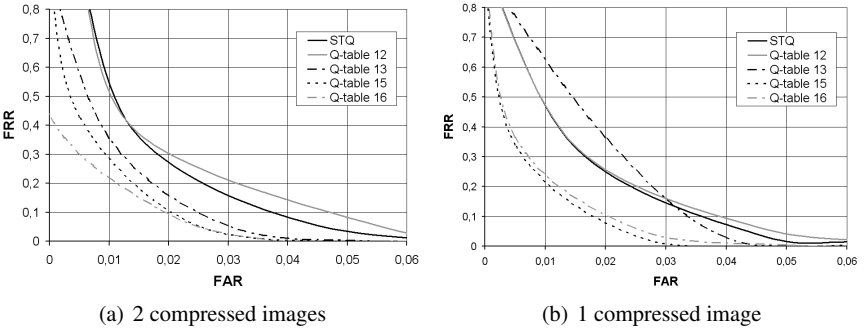 0,8
0,7
0,6
0,5
0,4
0,3
0,2
0,1
0
FRR
0 0,01 0,02 0,03 0,04 0,05 0,06
FAR
STQ
Q-table 12
Q-table 13
Q-table 15
Q-table 16
(a) 2 compressed images
0,8
0,7
0,6
0,5
0,4
0,3
0,2
0,1
0
FRR
0 0,01 0,02 0,03 0,04 0,05 0,06
FAR
STQ
Q-table 12
Q-table 13
Q-table 15
Q-table 16
(b) 1 compressed image